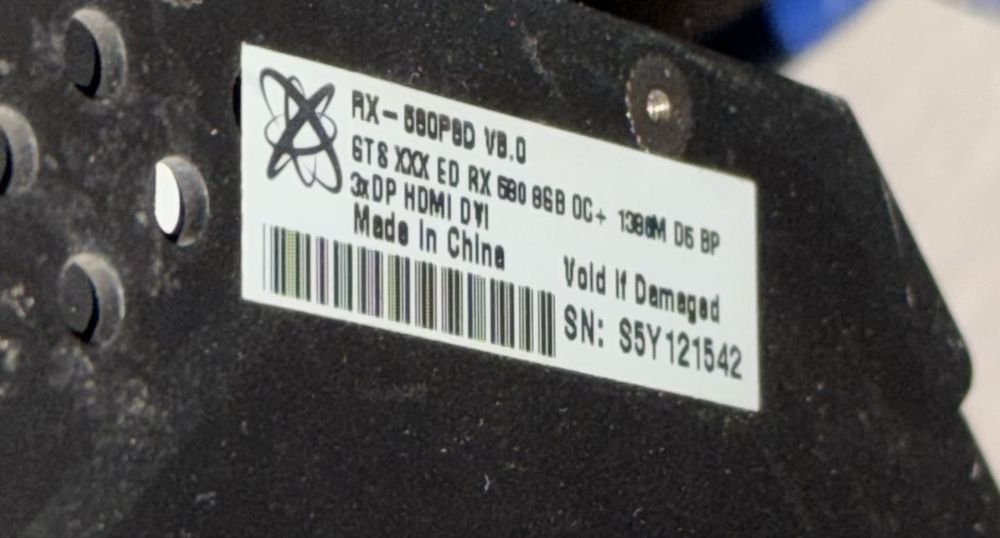 RX-580P8D V8.0
GTS XXX ED RX 580 8GB OC+ 1386M D5 BP
3xDP HDMI DVI
Made in China
Void If Damaged
SN: S5Y121542